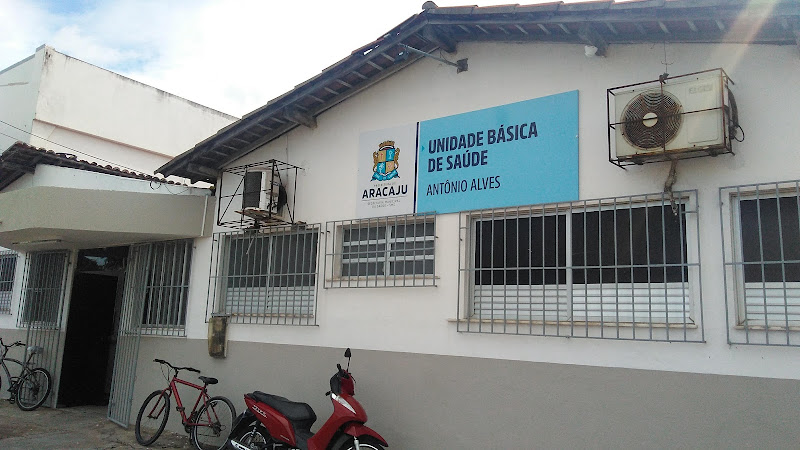 UNIDADE BÁSICA
DE SAÚDE
ANTÔNIO ALVES
ARACAJU